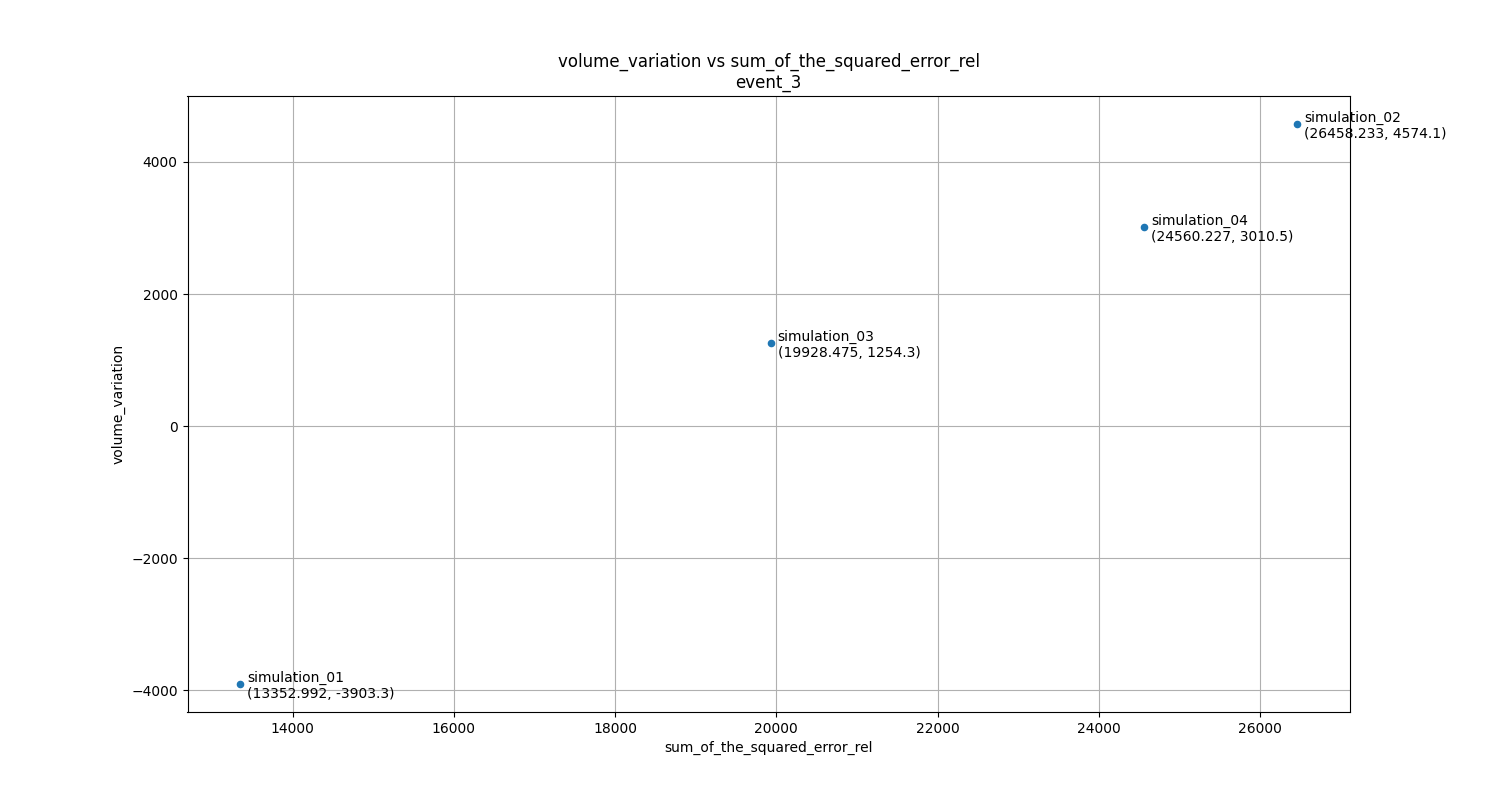 volume_variation vs sum_of_the_squared_error_rel
event_3
simulation_02
(26458.233, 4574.1)
4000
simulation_04
(24560.227, 3010.5)
2000
simulation_03
(19928.475, 1254.3)
volume_variation
0
−2000
simulation_01
(13352.992, -3903.3)
−4000
14000
16000
18000
20000
22000
24000
26000
sum_of_the_squared_error_rel